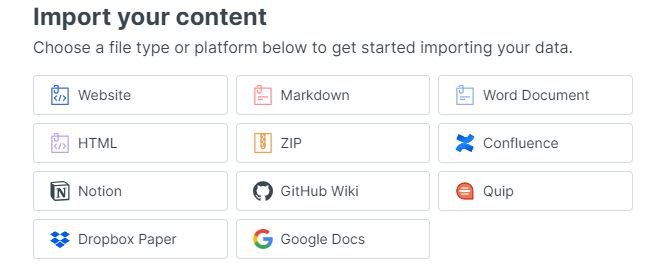 Import your content
Choose a file type or platform below to get started importing your data.
Website
Markdown
Word Document
HTML
ZIP
Confluence
Notion
GitHub Wiki
Quip
Dropbox Paper
Google Docs